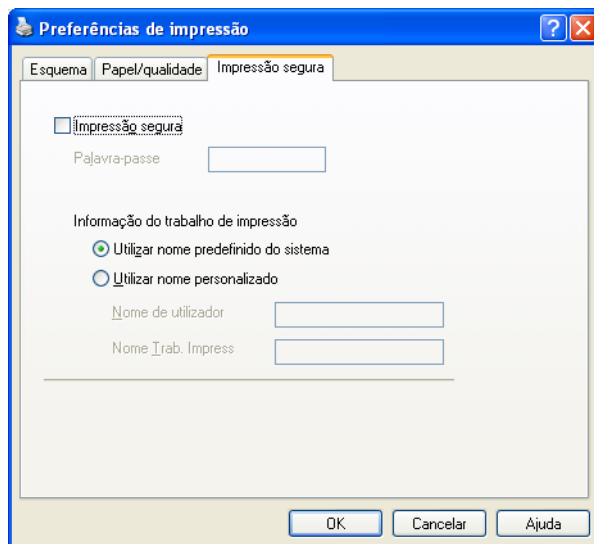 Preferências de impressão
Esquema Papel/qualidade Impressão segura
Impressão segura
Palavra-passe
Informação do trabalho de impressão
Utilizar nome predefinido do sistema
Utilizar nome personalizado
Nome de utilizador
Nome Trab. Impress
OK Cancelar Ajuda